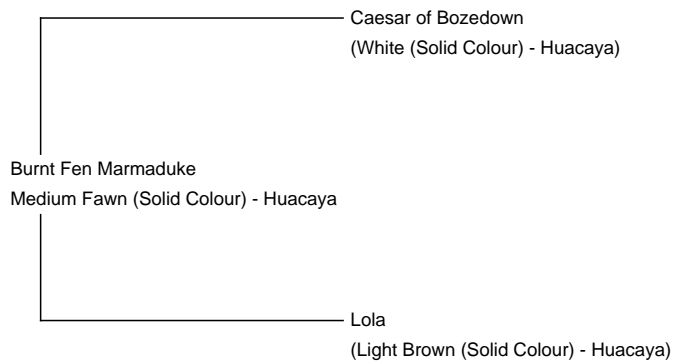 Caesar of Bozedown
(White (Solid Colour) - Huacaya)
Burnt Fen Marmaduke
Medium Fawn (Solid Colour) - Huacaya
Lola
(Light Brown (Solid Colour) - Huacaya)